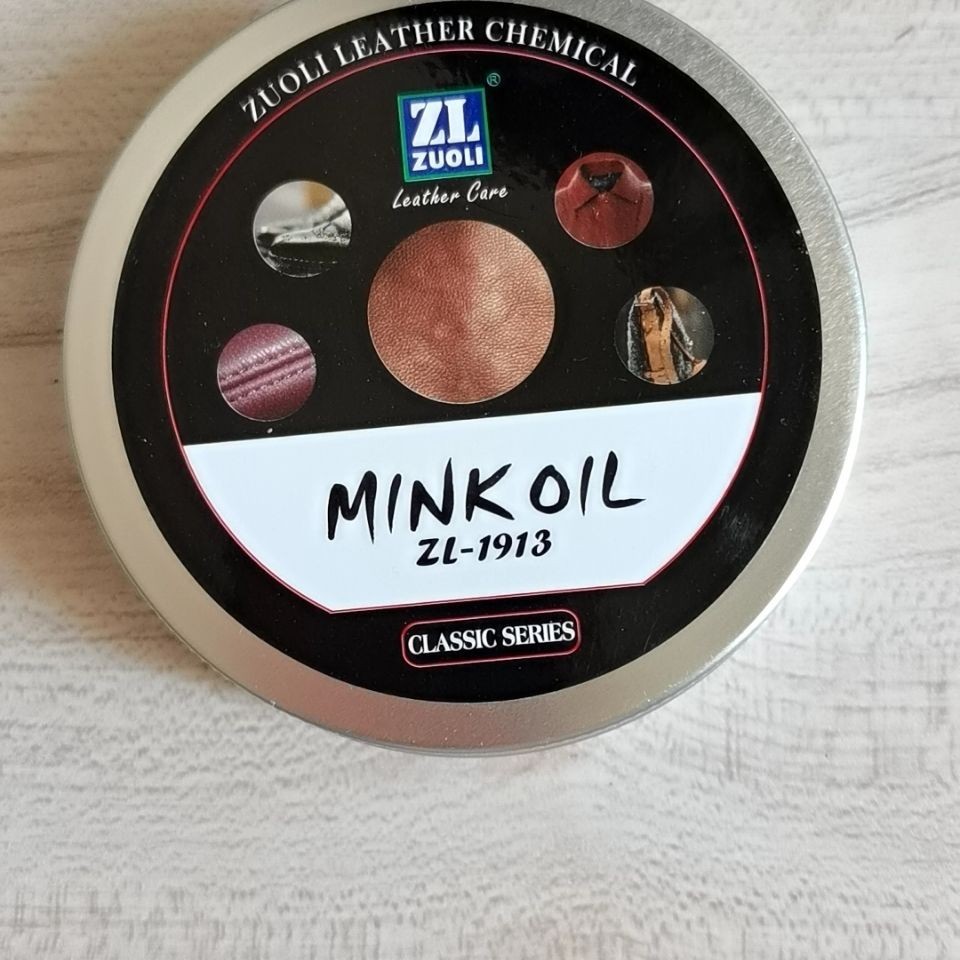 ZUOLI LEATHER CHEMICAL
ZL ®
ZUOLI
Leather Care
MINK OIL
ZL-1913
CLASSIC SERIES